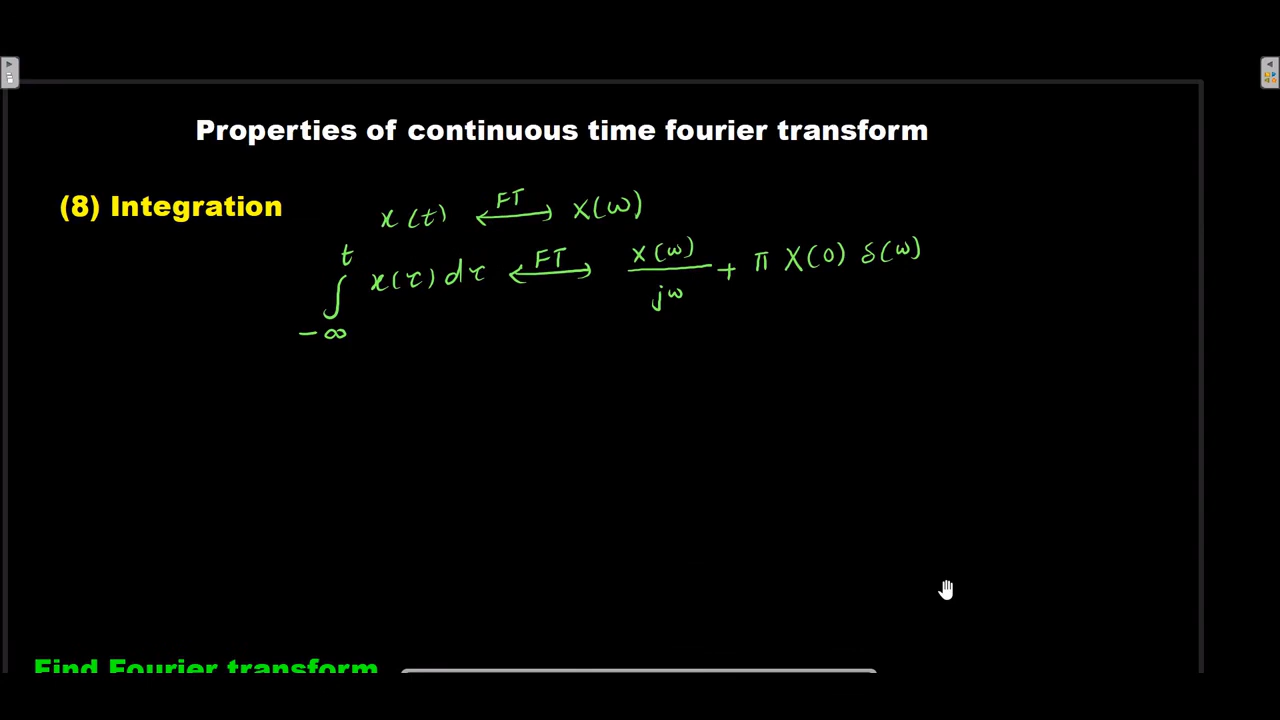 Properties of continuous time fourier transform
(8) Integration
x(t) ⟷FT X(ω)
∫_{-∞}^{t} x(τ) dτ ⟷FT X(ω)/jω + π X(0) δ(ω)
Find Fourier transform